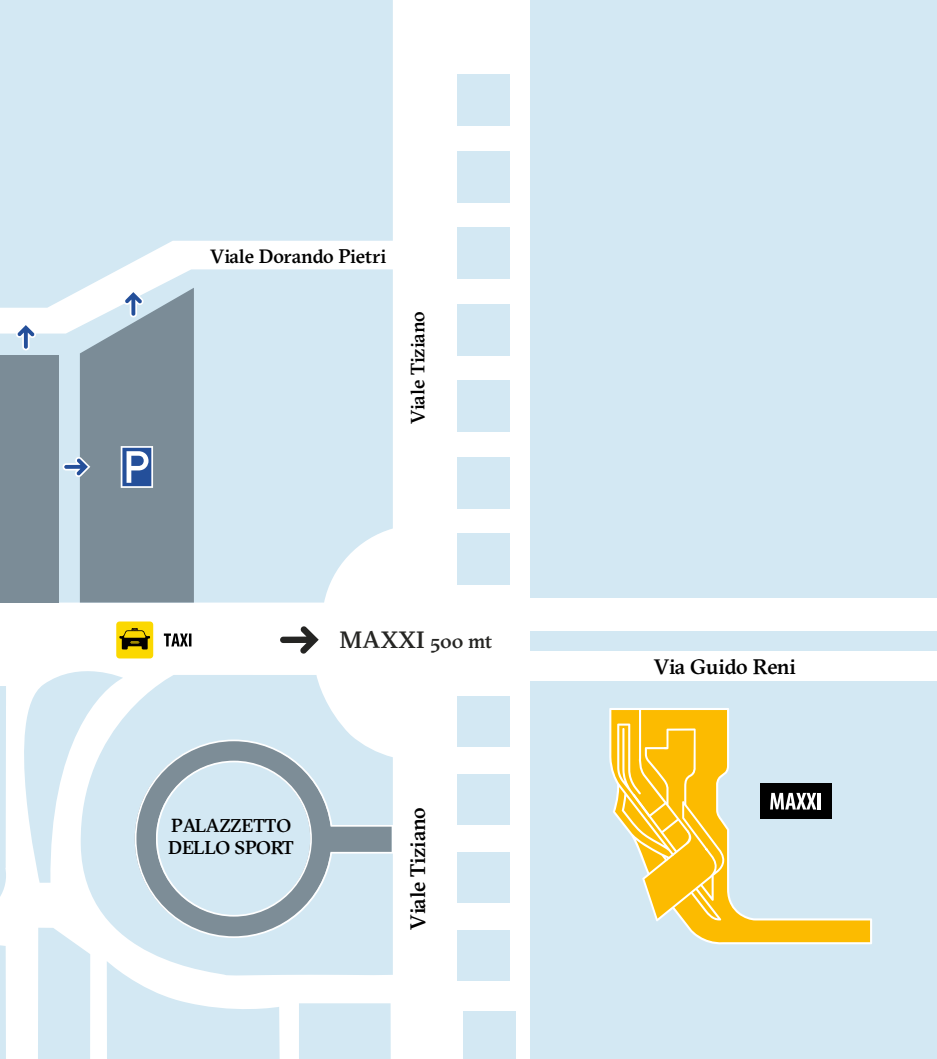 Viale Dorando Pietri
Viale Tiziano
P
TAXI
MAXXI 500 mt
Via Guido Reni
MAXXI
PALAZZETTO
DELLO SPORT
Viale Tiziano